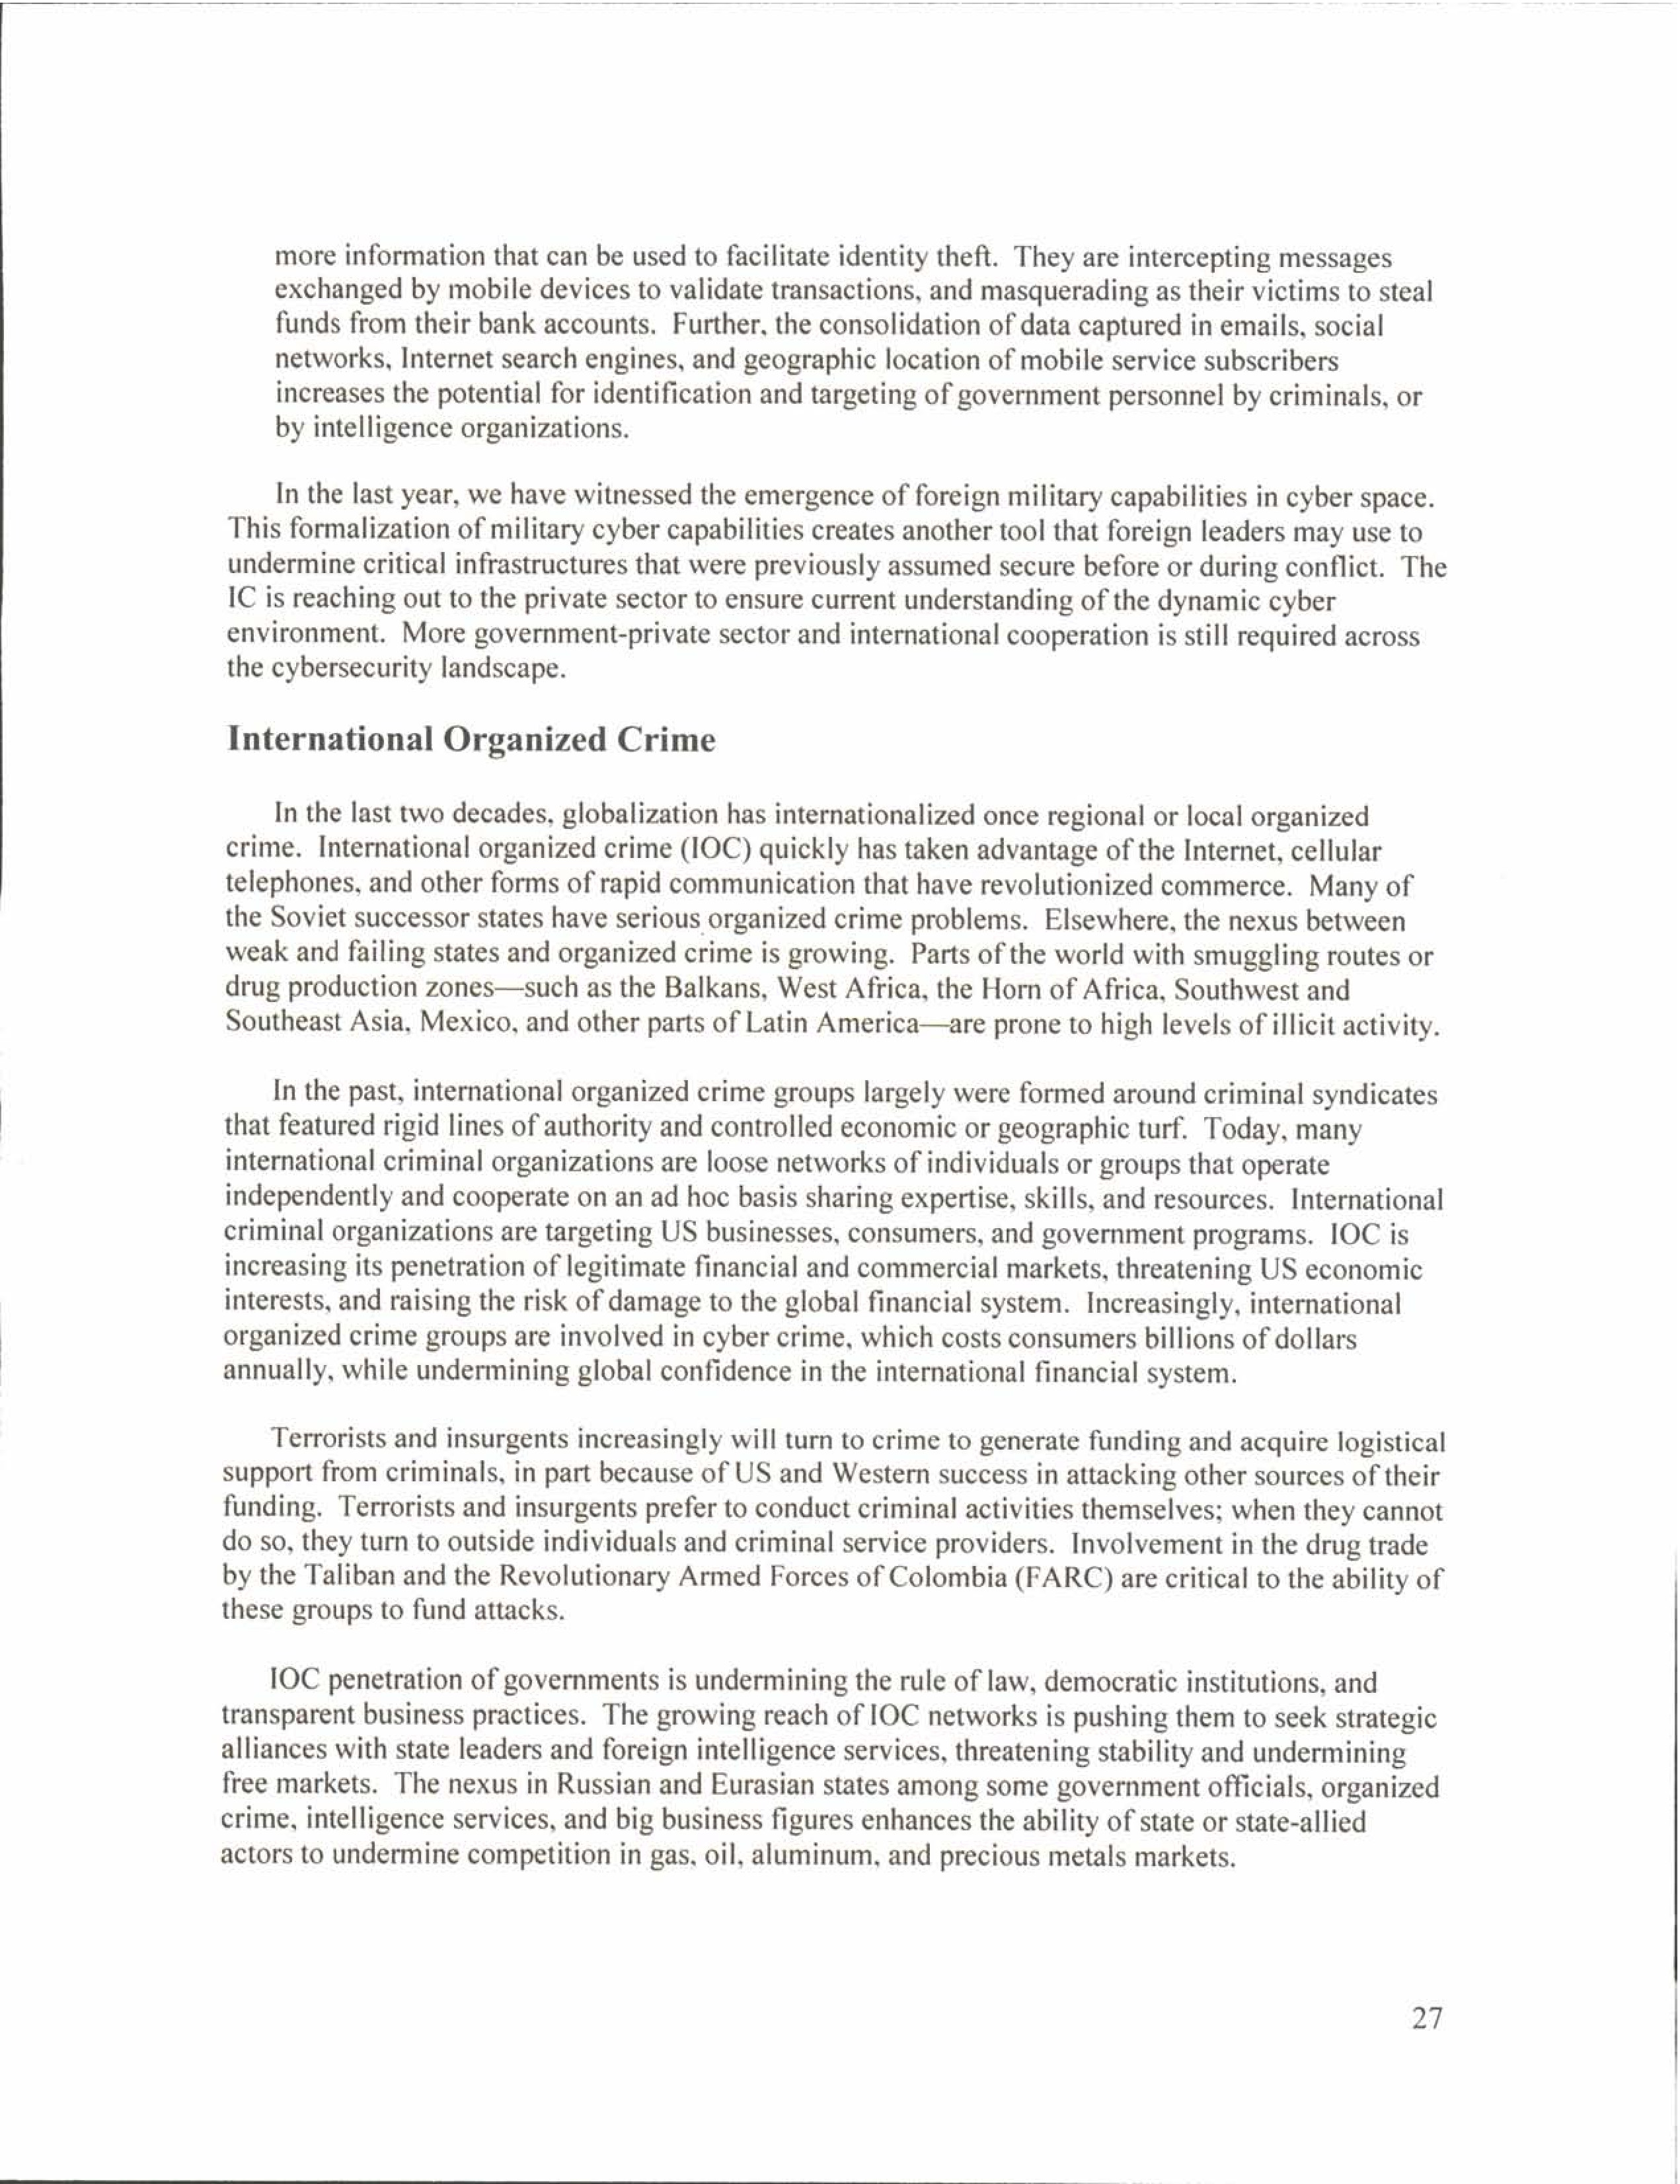 more information that can be used to facilitate identity theft. They are intercepting messages
exchanged by mobile devices to validate transactions, and masquerading as their victims to steal
funds from their bank accounts. Further, the consolidation of data captured in emails, social
networks, Internet search engines, and geographic location of mobile service subscribers
increases the potential for identification and targeting of government personnel by criminals, or
by intelligence organizations.
In the last year, we have witnessed the emergence of foreign military capabilities in cyber space.
This formalization of military cyber capabilities creates another tool that foreign leaders may use to
undermine critical infrastructures that were previously assumed secure before or during conflict. The
IC is reaching out to the private sector to ensure current understanding of the dynamic cyber
environment. More government-private sector and international cooperation is still required across
the cybersecurity landscape.
International Organized Crime
In the last two decades, globalization has internationalized once regional or local organized
crime. International organized crime (IOC) quickly has taken advantage of the Internet, cellular
telephones, and other forms of rapid communication that have revolutionized commerce. Many of
the Soviet successor states have serious organized crime problems. Elsewhere, the nexus between
weak and failing states and organized crime is growing. Parts of the world with smuggling routes or
drug production zones—such as the Balkans, West Africa, the Horn of Africa, Southwest and
Southeast Asia, Mexico, and other parts of Latin America—are prone to high levels of illicit activity.
In the past, international organized crime groups largely were formed around criminal syndicates
that featured rigid lines of authority and controlled economic or geographic turf. Today, many
international criminal organizations are loose networks of individuals or groups that operate
independently and cooperate on an ad hoc basis sharing expertise, skills, and resources. International
criminal organizations are targeting US businesses, consumers, and government programs. IOC is
increasing its penetration of legitimate financial and commercial markets, threatening US economic
interests, and raising the risk of damage to the global financial system. Increasingly, international
organized crime groups are involved in cyber crime, which costs consumers billions of dollars
annually, while undermining global confidence in the international financial system.
Terrorists and insurgents increasingly will turn to crime to generate funding and acquire logistical
support from criminals, in part because of US and Western success in attacking other sources of their
funding. Terrorists and insurgents prefer to conduct criminal activities themselves; when they cannot
do so, they turn to outside individuals and criminal service providers. Involvement in the drug trade
by the Taliban and the Revolutionary Armed Forces of Colombia (FARC) are critical to the ability of
these groups to fund attacks.
IOC penetration of governments is undermining the rule of law, democratic institutions, and
transparent business practices. The growing reach of IOC networks is pushing them to seek strategic
alliances with state leaders and foreign intelligence services, threatening stability and undermining
free markets. The nexus in Russian and Eurasian states among some government officials, organized
crime, intelligence services, and big business figures enhances the ability of state or state-allied
actors to undermine competition in gas, oil, aluminum, and precious metals markets.
27